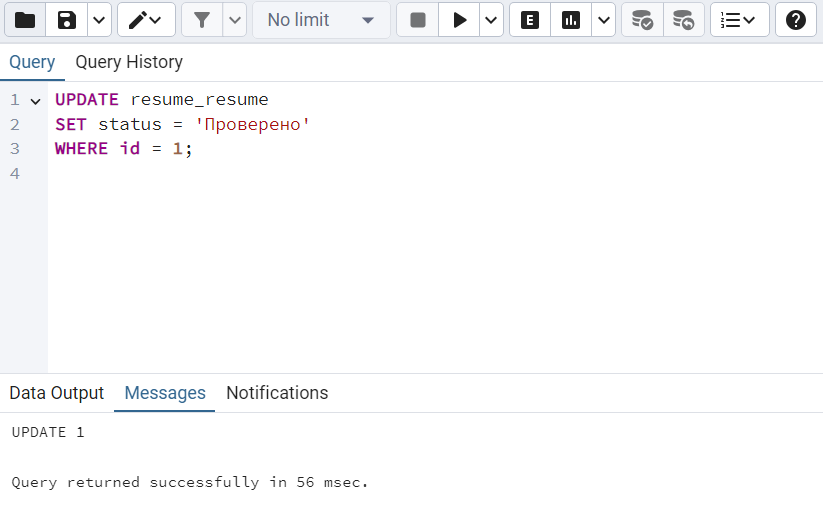 No limit
E
Query Query History
1 UPDATE resume_resume
2 SET status = 'Проверено'
3 WHERE id = 1;
4
Data Output Messages Notifications
UPDATE 1
Query returned successfully in 56 msec.